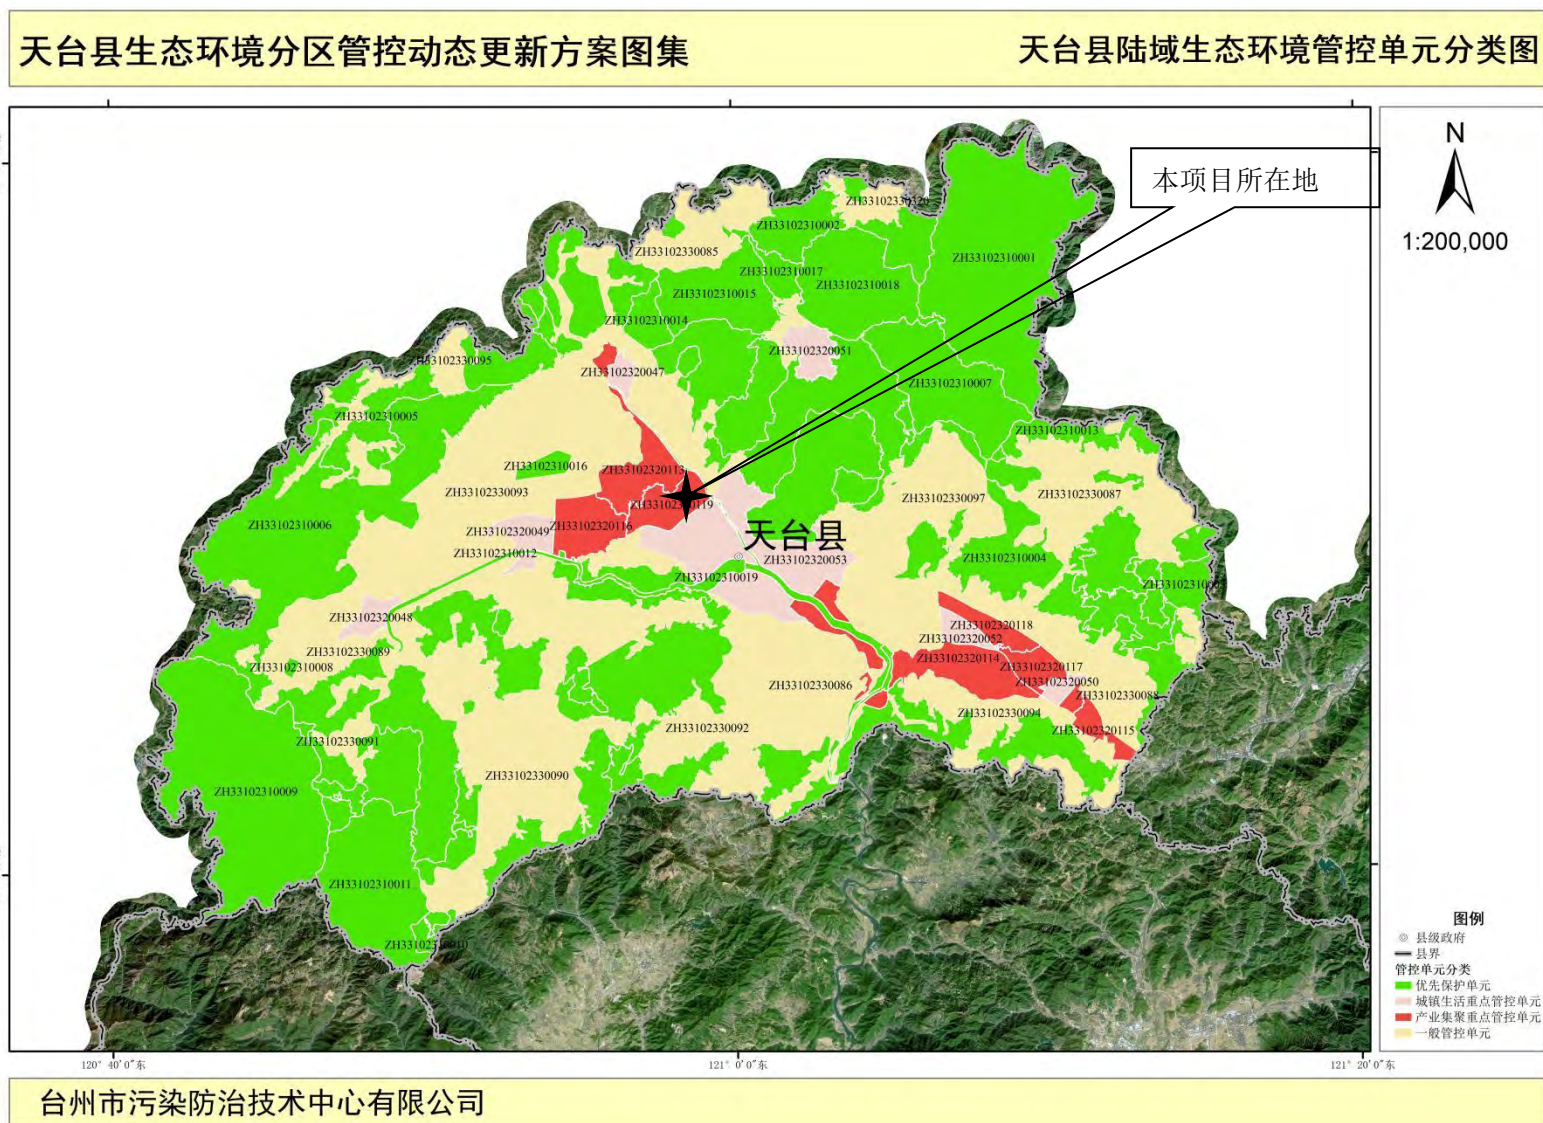 天台县生态环境分区管控动态更新方案图集
天台县陆域生态环境管控单元分类图
N
1:200,000
本项目所在地
ZH33102330320
ZH33102310002
ZH33102330085
ZH33102310001
ZH33102310017
ZH33102310018
ZH33102310015
ZH33102310014
ZH33102320051
ZH33102330095
ZH33102320047
ZH33102310007
ZH33102310005
ZH33102310013
ZH33102310016
ZH33102320113
ZH33102330093
ZH33102330097
ZH33102330087
ZH33102310006
ZH33102320116
ZH33102320049
天台县
ZH33102310012
ZH33102320053
ZH33102310004
ZH33102310019
ZH33102320048
ZH33102320118
ZH33102320052
ZH33102330089
ZH33102320114
ZH33102310008
ZH33102320117
ZH33102320050
ZH33102330086
ZH33102330088
ZH33102330094
ZH33102330092
ZH33102320115
ZH33102330091
ZH33102330090
ZH33102310009
ZH33102310011
图例
县级政府
县界
管控单元分类
优先保护单元
城镇生活重点管控单元
产业集聚重点管控单元
一般管控单元
120° 40′0″东
121° 0′0″东
121° 20′0″东
台州市污染防治技术中心有限公司